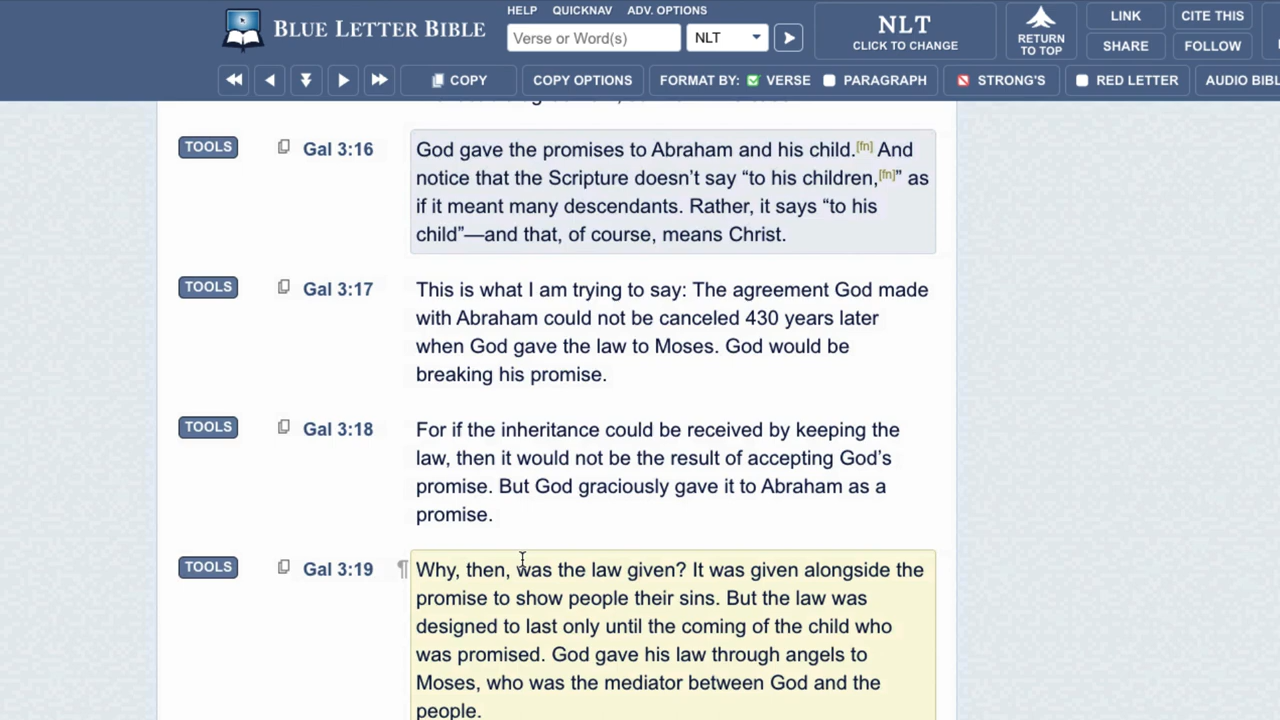 HELP QUICKNAV ADV. OPTIONS
BLUE LETTER BIBLE
Verse or Word(s) NLT
NLT
CLICK TO CHANGE
RETURN
TO TOP
LINK CITE THIS
SHARE FOLLOW
COPY COPY OPTIONS FORMAT BY: VERSE PARAGRAPH STRONG'S RED LETTER AUDIO BIBL
TOOLS Gal 3:16 God gave the promises to Abraham and his child.[fn] And
notice that the Scripture doesn’t say “to his children,[fn]” as
if it meant many descendants. Rather, it says “to his
child”—and that, of course, means Christ.
TOOLS Gal 3:17 This is what I am trying to say: The agreement God made
with Abraham could not be canceled 430 years later
when God gave the law to Moses. God would be
breaking his promise.
TOOLS Gal 3:18 For if the inheritance could be received by keeping the
law, then it would not be the result of accepting God’s
promise. But God graciously gave it to Abraham as a
promise.
TOOLS Gal 3:19 ¶ Why, then, was the law given? It was given alongside the
promise to show people their sins. But the law was
designed to last only until the coming of the child who
was promised. God gave his law through angels to
Moses, who was the mediator between God and the
people.